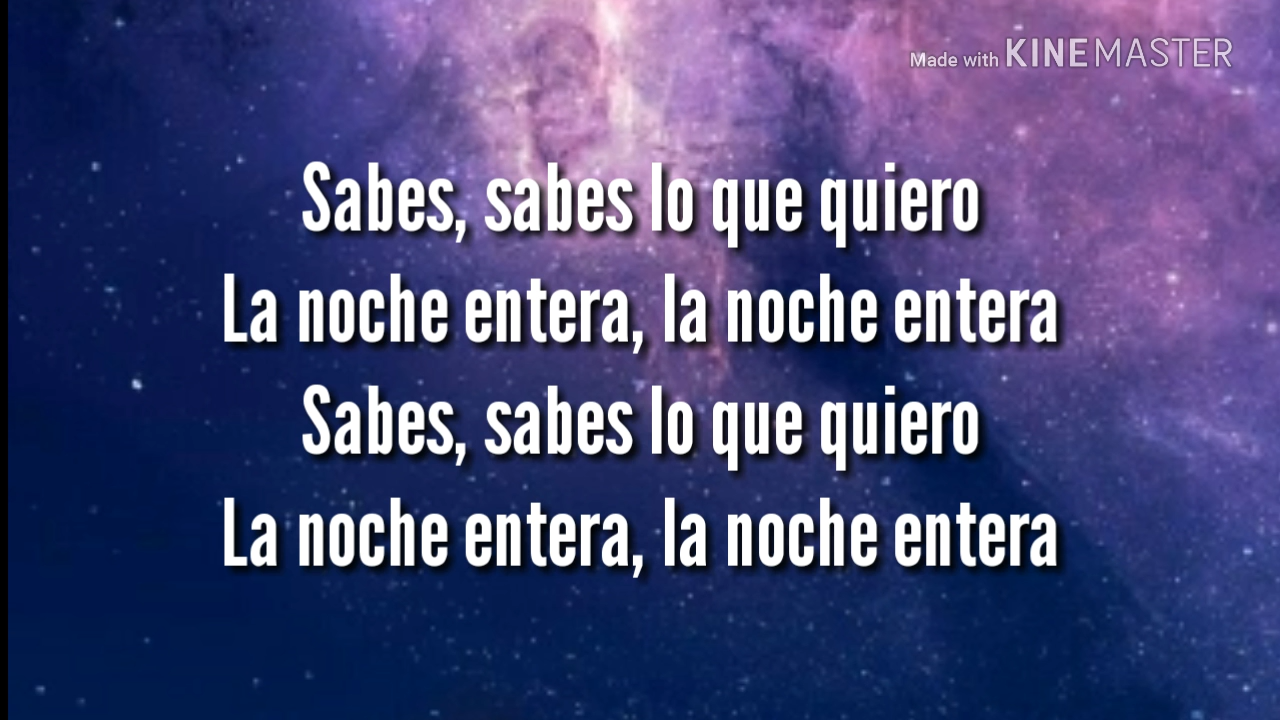 Made with KINEMASTER
Sabes, sabes lo que quiero
La noche entera, la noche entera
Sabes, sabes lo que quiero
La noche entera, la noche entera